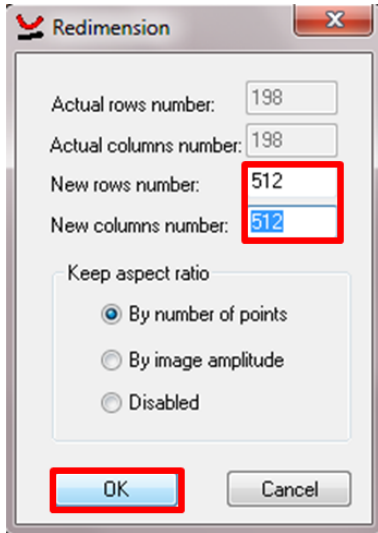 Redimension
Actual rows number: 198
Actual columns number: 198
New rows number: 512
New columns number: 512
Keep aspect ratio
By number of points
By image amplitude
Disabled
OK Cancel